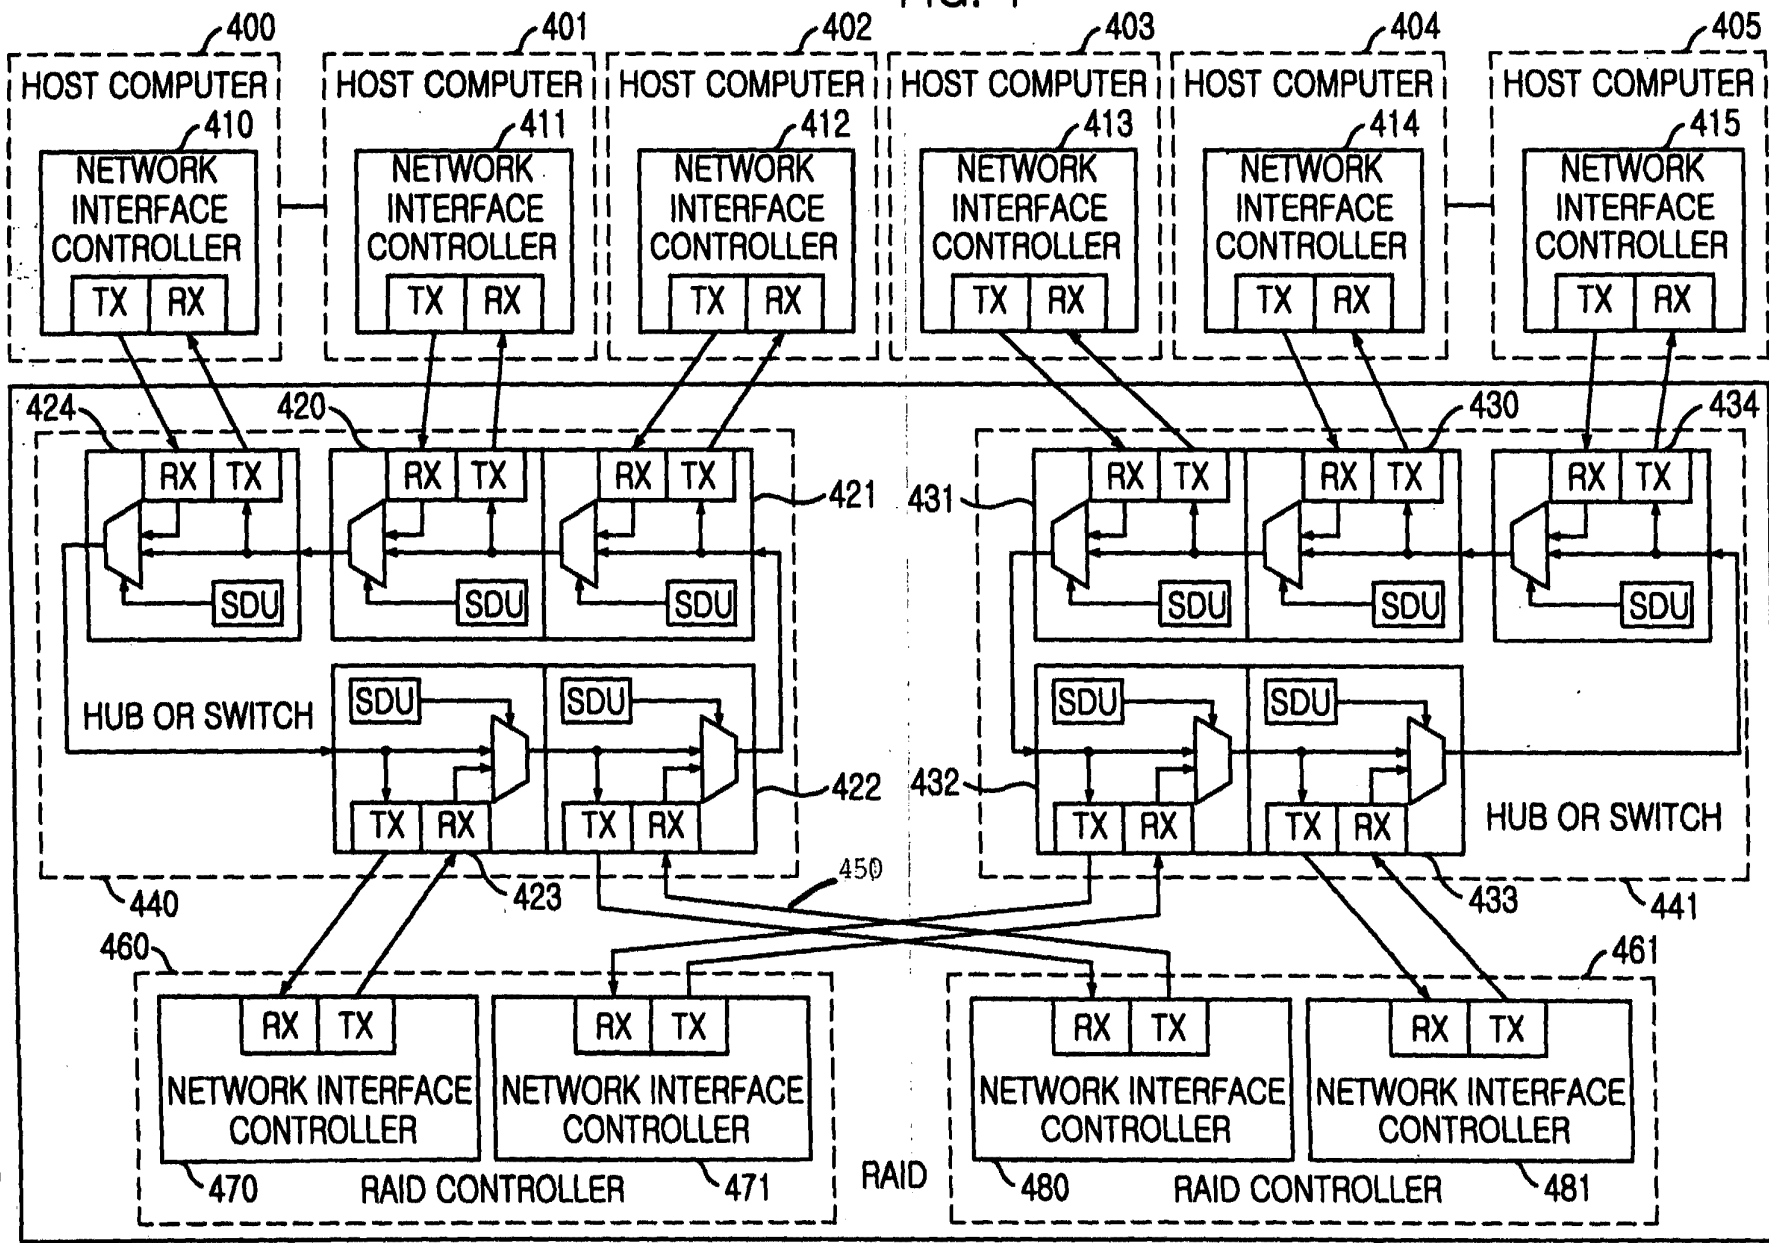 400 401 402 403 404 405
HOST COMPUTER HOST COMPUTER HOST COMPUTER HOST COMPUTER HOST COMPUTER HOST COMPUTER
410 411 412 413 414 415
NETWORK NETWORK NETWORK NETWORK NETWORK NETWORK
INTERFACE INTERFACE INTERFACE INTERFACE INTERFACE INTERFACE
CONTROLLER CONTROLLER CONTROLLER CONTROLLER CONTROLLER CONTROLLER
TX RX TX RX TX RX TX RX TX RX TX RX
424 420 430 434
RX TX RX TX RX TX RX TX RX TX RX TX
421 431
SDU SDU SDU SDU SDU SDU
SDU SDU SDU SDU
HUB OR SWITCH
422 432
TX RX TX RX TX RX TX RX
HUB OR SWITCH
440 423 450 433 441
460 461
RX TX RX TX RX TX RX TX
NETWORK INTERFACE NETWORK INTERFACE NETWORK INTERFACE NETWORK INTERFACE
CONTROLLER CONTROLLER CONTROLLER CONTROLLER
470 RAID CONTROLLER 471 RAID 480 RAID CONTROLLER 481